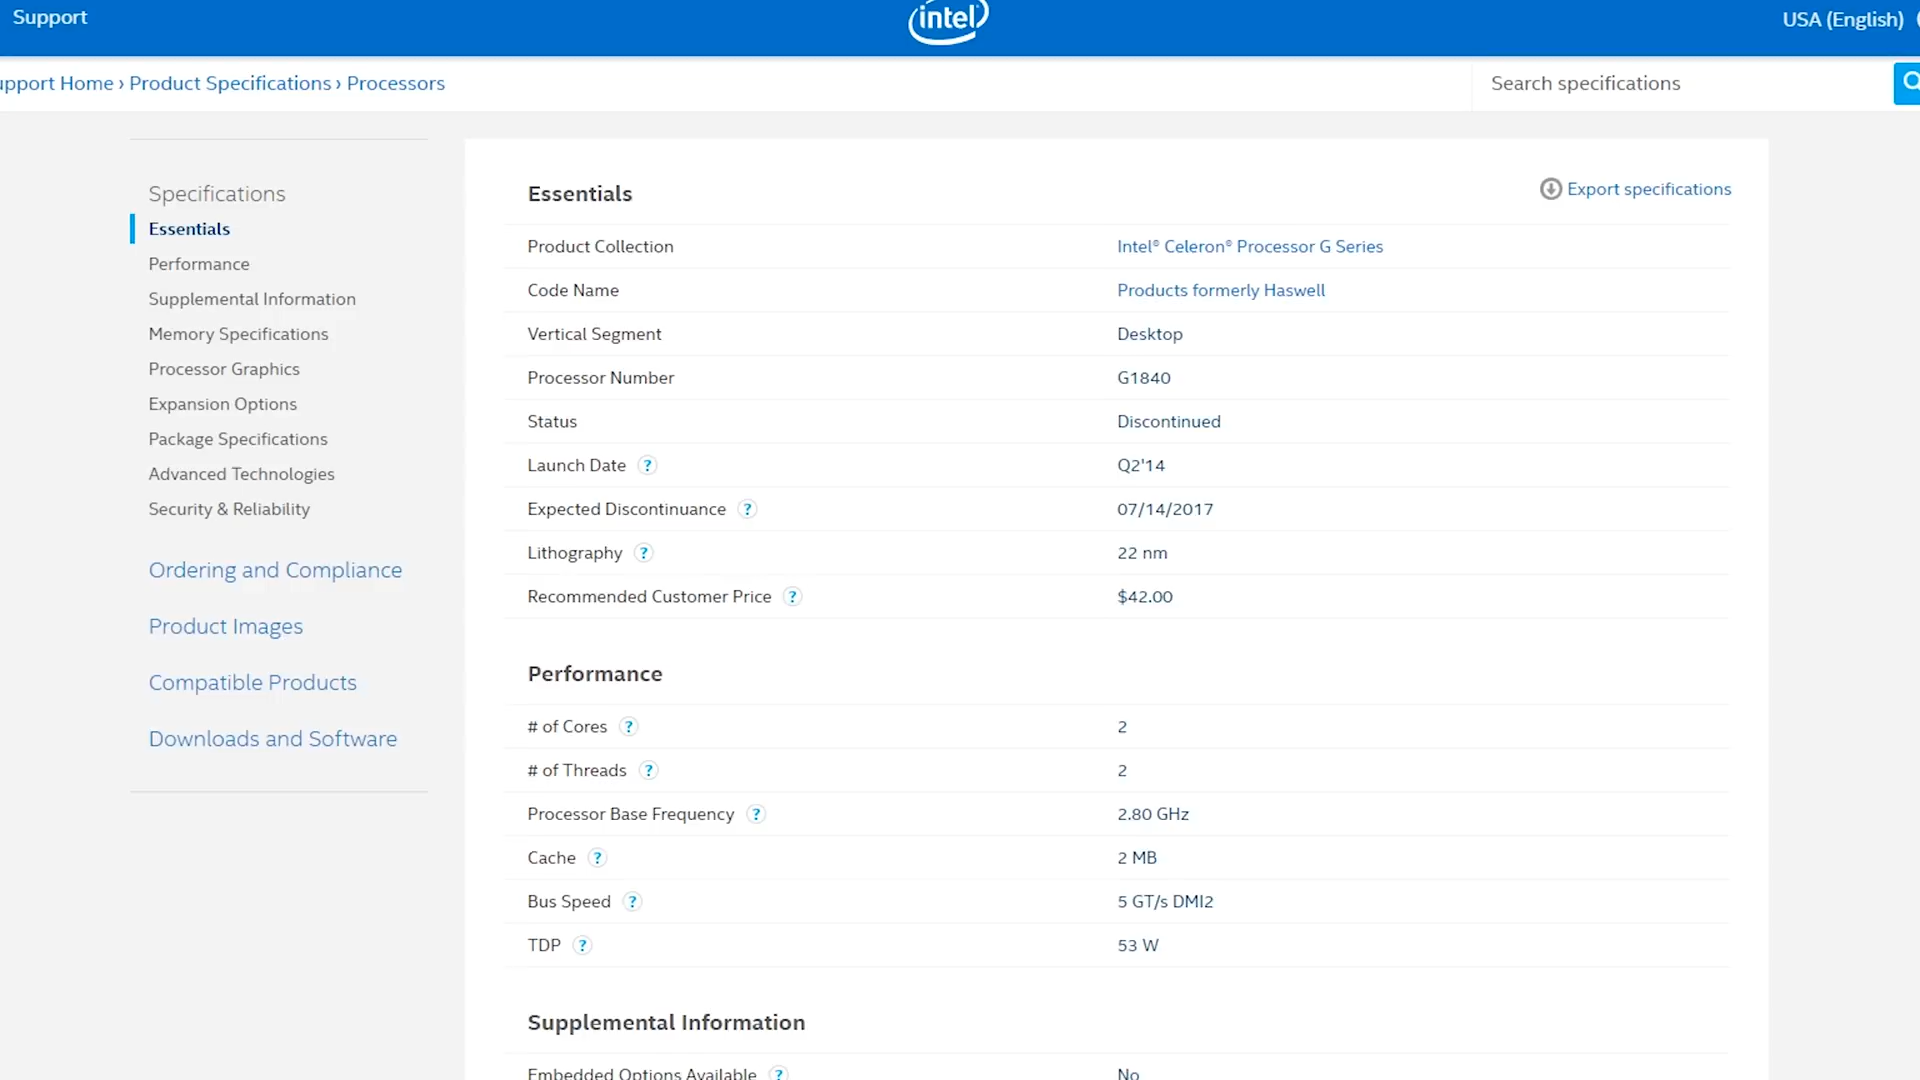 Support
intel
USA (English)
upport Home › Product Specifications › Processors
Search specifications
Specifications
Essentials
Performance
Supplemental Information
Memory Specifications
Processor Graphics
Expansion Options
Package Specifications
Advanced Technologies
Security & Reliability
Ordering and Compliance
Product Images
Compatible Products
Downloads and Software
Essentials
Export specifications
Product Collection Intel® Celeron® Processor G Series
Code Name Products formerly Haswell
Vertical Segment Desktop
Processor Number G1840
Status Discontinued
Launch Date ? Q2'14
Expected Discontinuance ? 07/14/2017
Lithography ? 22 nm
Recommended Customer Price ? $42.00
Performance
# of Cores ? 2
# of Threads ? 2
Processor Base Frequency ? 2.80 GHz
Cache ? 2 MB
Bus Speed ? 5 GT/s DMI2
TDP ? 53 W
Supplemental Information
Embedded Options Available ? No